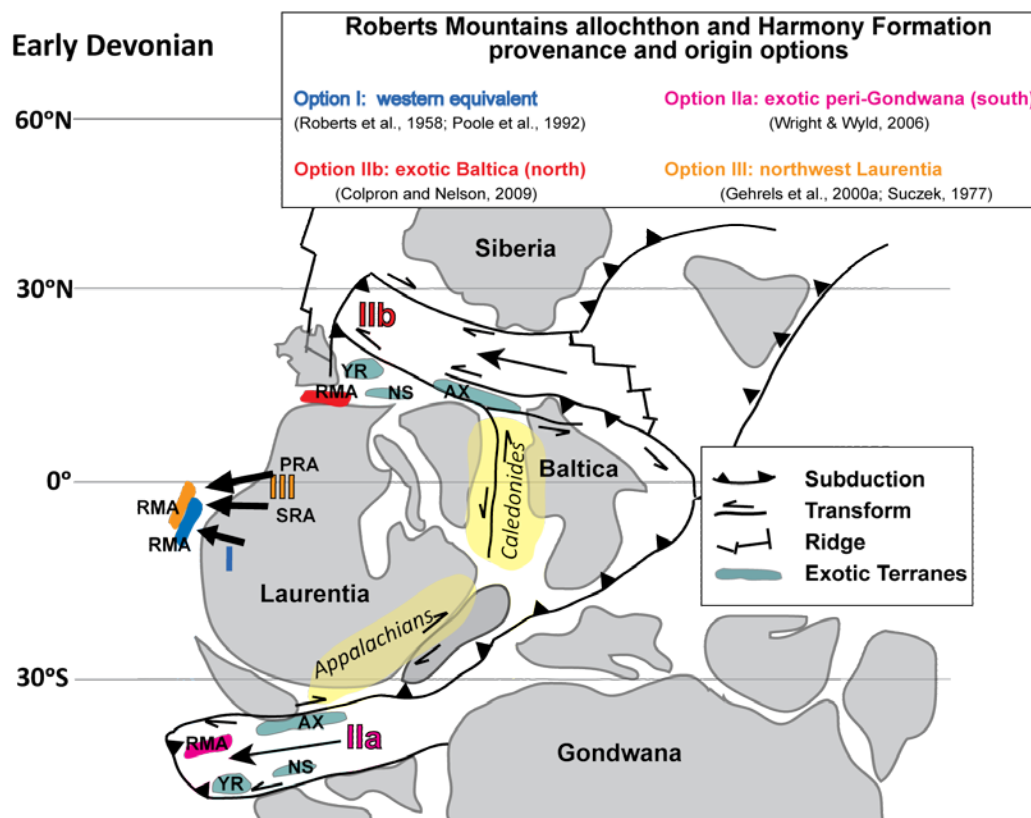 Early Devonian
Roberts Mountains allochthon and Harmony Formation
provenance and origin options
Option I: western equivalent
(Roberts et al., 1958; Poole et al., 1992)
Option IIa: exotic peri-Gondwana (south)
(Wright & Wyld, 2006)
Option IIb: exotic Baltica (north)
(Colpron and Nelson, 2009)
Option III: northwest Laurentia
(Gehrels et al., 2000a; Suczek, 1977)
60ºN
Siberia
30ºN
IIb
YR
RMA
NS
AX
Baltica
Caledonides
0º
PRA
III
RMA
SRA
RMA
I
Laurentia
Appalachians
Subduction
Transform
Ridge
Exotic Terranes
30ºS
AX
RMA
IIa
NS
YR
Gondwana